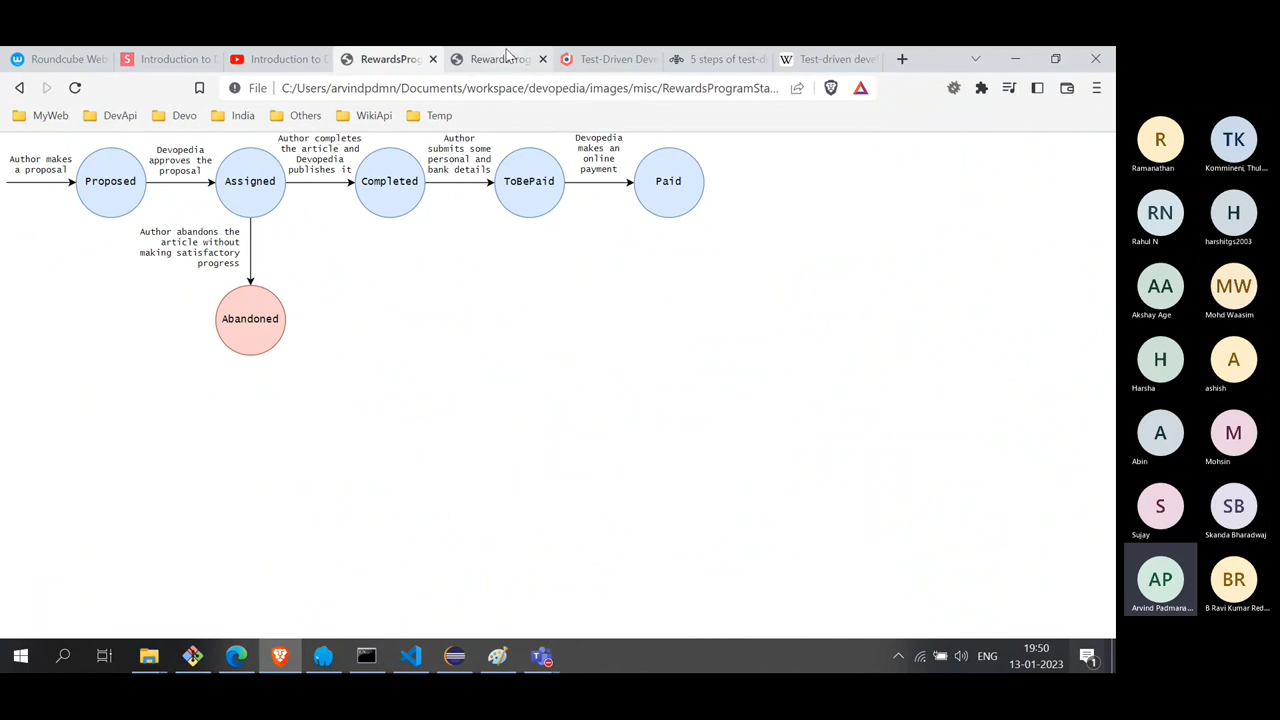 Roundcube Web
Introduction to D
Introduction to D
RewardsProg
Test-Driven Deve
5 steps of test-d
Test-driven devel
File
C:/Users/arvindpdmn/Documents/workspace/devopedia/images/misc/RewardsProgramSta...
MyWeb
DevApi
Devo
India
Others
WikiApi
Temp
Author makes
a proposal
Proposed
Devopedia
approves the
proposal
Assigned
Author completes
the article and
Devopedia
publishes it
Completed
Author
submits some
personal and
bank details
ToBePaid
Devopedia
makes an
online
payment
Paid
Author abandons the
article without
making satisfactory
progress
Abandoned
R
Ramanathan
TK
Kommineni, Thul...
RN
Rahul N
H
harshitgs2003
AA
Akshay Age
MW
Mohd Waasim
H
Harsha
A
ashish
A
Abin
M
Mohsin
S
Sujay
SB
Skanda Bharadwaj
AP
Arvind Padmana...
BR
B Ravi Kumar Red...
ENG
19:50
13-01-2023
1